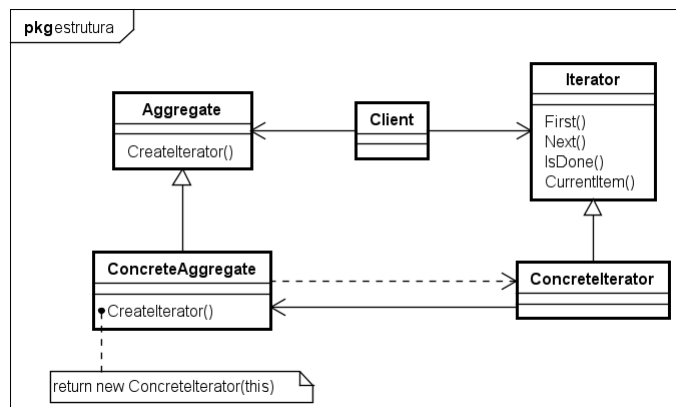 pkg estrutura
Aggregate
CreateIterator()
Client
Iterator
First()
Next()
IsDone()
CurrentItem()
ConcreteAggregate
CreateIterator()
ConcreteIterator
return new ConcreteIterator(this)